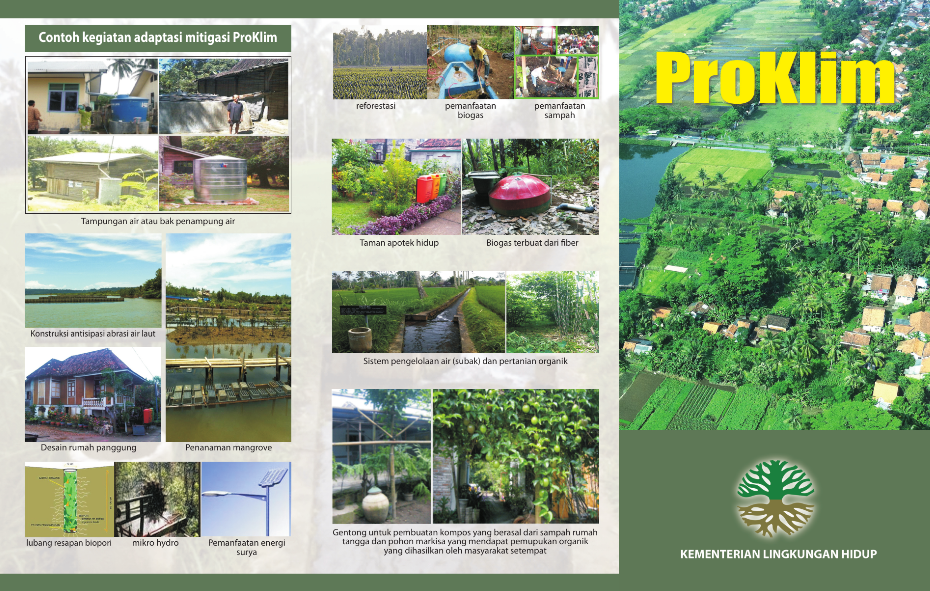 Contoh kegiatan adaptasi mitigasi ProKlim
Tampungan air atau bak penampung air
Konstruksi antisipasi abrasi air laut
Desain rumah panggung
Penanaman mangrove
lubang resapan biopori
mikro hydro
Pemanfaatan energi
surya
reforestasi
pemanfaatan
biogas
pemanfaatan
sampah
Taman apotek hidup
Biogas terbuat dari fiber
Sistem pengelolaan air (subak) dan pertanian organik
Gentong untuk pembuatan kompos yang berasal dari sampah rumah
tangga dan pohon markisa yang mendapat pemupukan organik
yang dihasilkan oleh masyarakat setempat
ProKlim
KEMENTERIAN LINGKUNGAN HIDUP